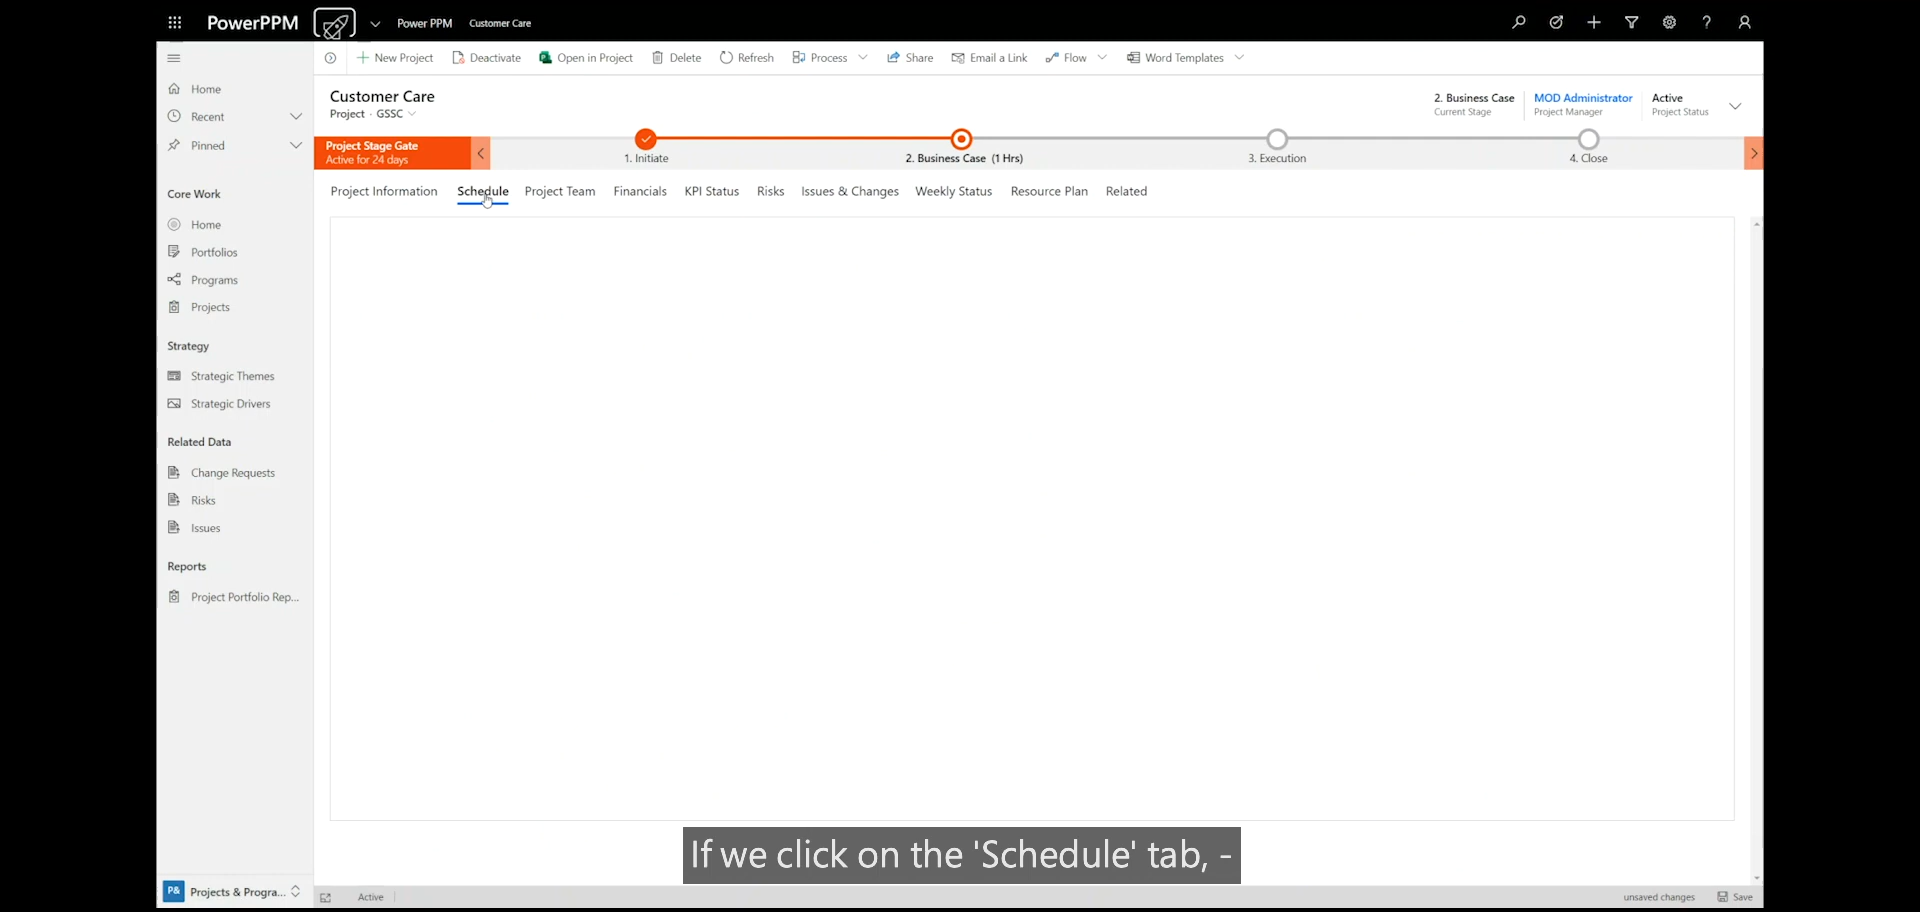 PowerPPM Power PPM Customer Care
New Project Deactivate Open in Project Delete Refresh Process Share Email a Link Flow Word Templates
Home
Recent
Pinned
Core Work
Home
Portfolios
Programs
Projects
Strategy
Strategic Themes
Strategic Drivers
Related Data
Change Requests
Risks
Issues
Reports
Project Portfolio Rep...
P& Projects & Progra...
Customer Care
Project · GSSC
2. Business Case
Current Stage
MOD Administrator
Project Manager
Active
Project Status
Project Stage Gate
Active for 24 days
1. Initiate
2. Business Case (1 Hrs)
3. Execution
4. Close
Project Information Schedule Project Team Financials KPI Status Risks Issues & Changes Weekly Status Resource Plan Related
If we click on the 'Schedule' tab, -
Active unsaved changes Save